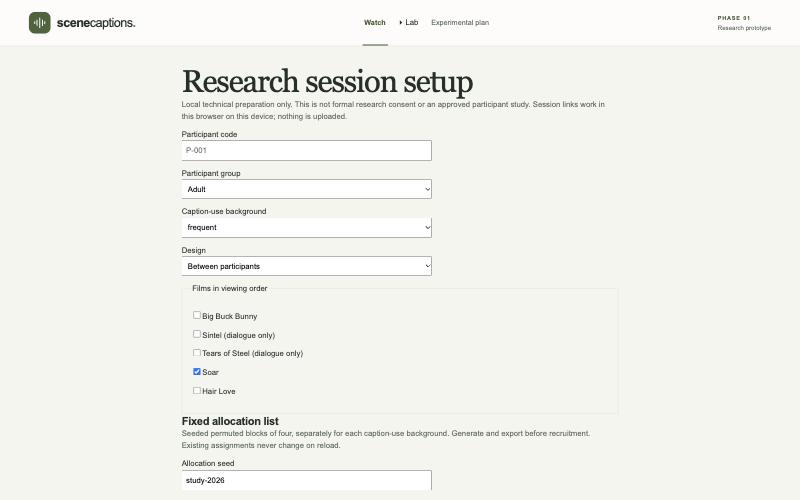 scenecaptions.
Watch
Lab
Experimental plan
PHASE 01
Research prototype
Research session setup
Local technical preparation only. This is not formal research consent or an approved participant study. Session links work in
this browser on this device; nothing is uploaded.
Participant code
P-001
Participant group
Adult
Caption-use background
frequent
Design
Between participants
Films in viewing order
Big Buck Bunny
Sintel (dialogue only)
Tears of Steel (dialogue only)
Soar
Hair Love
Fixed allocation list
Seeded permuted blocks of four, separately for each caption-use background. Generate and export before recruitment.
Existing assignments never change on reload.
Allocation seed
study-2026